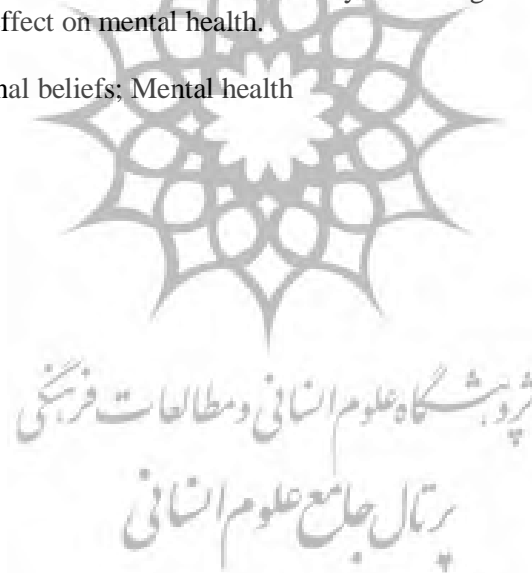 ffect on mental health.
nal beliefs; Mental health
پژوهشگاه علوم انسانی و مطالعات فرهنگی
پرتال جامع علوم انسانی